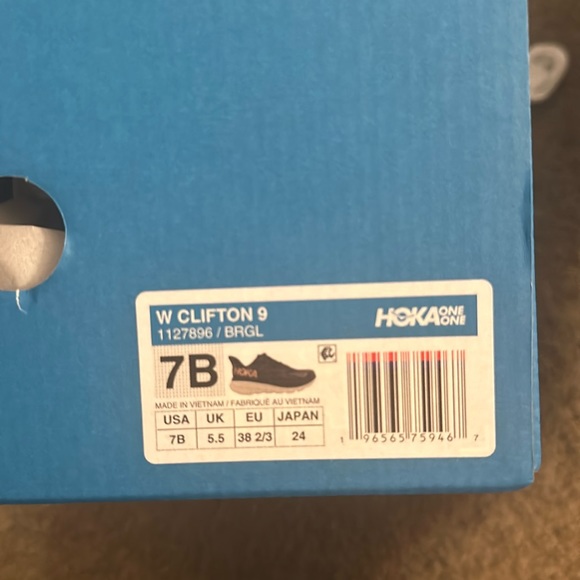 W CLIFTON 9
1127896 / BRGL
HOKA ONE ONE
7B
HOKA
MADE IN VIETNAM / FABRIQUÉ AU VIETNAM
USA UK EU JAPAN
7B 5.5 38 2/3 24
1 96565 75946 7